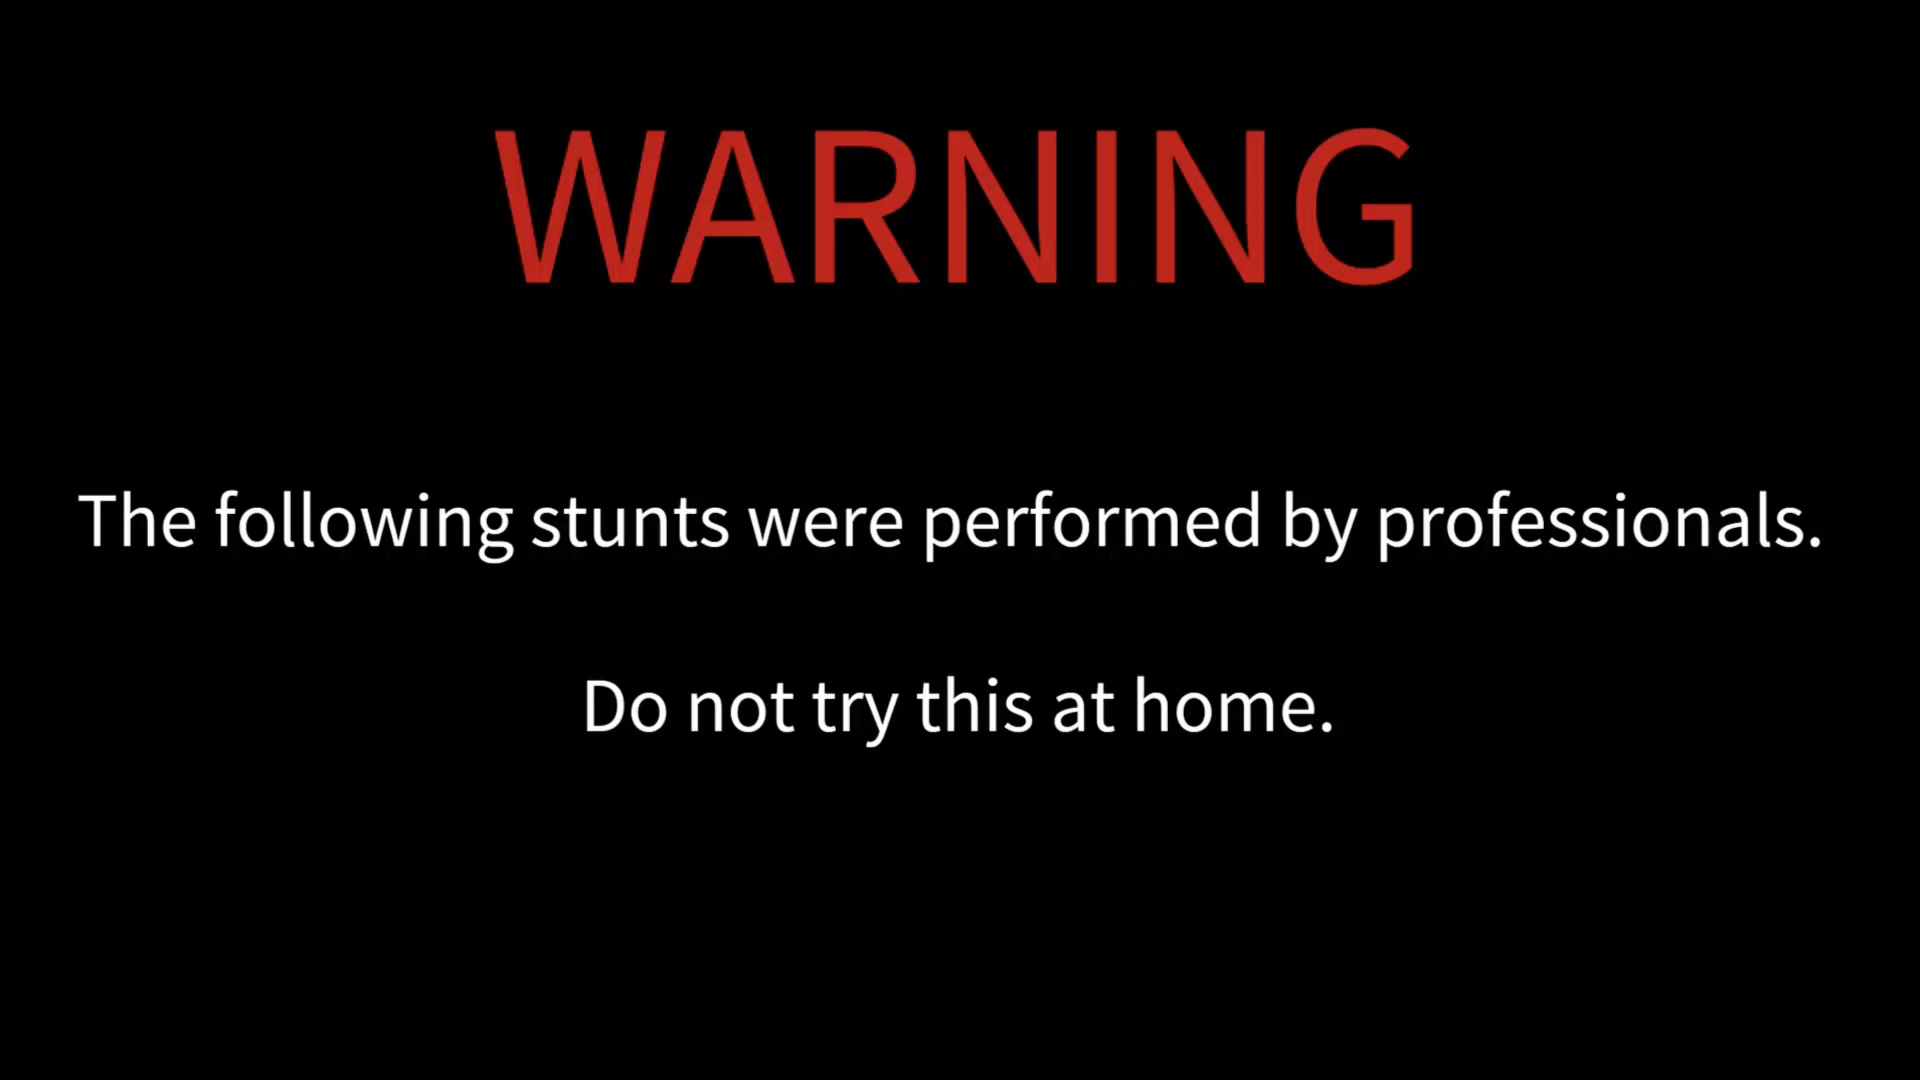 WARNING
The following stunts were performed by professionals.
Do not try this at home.